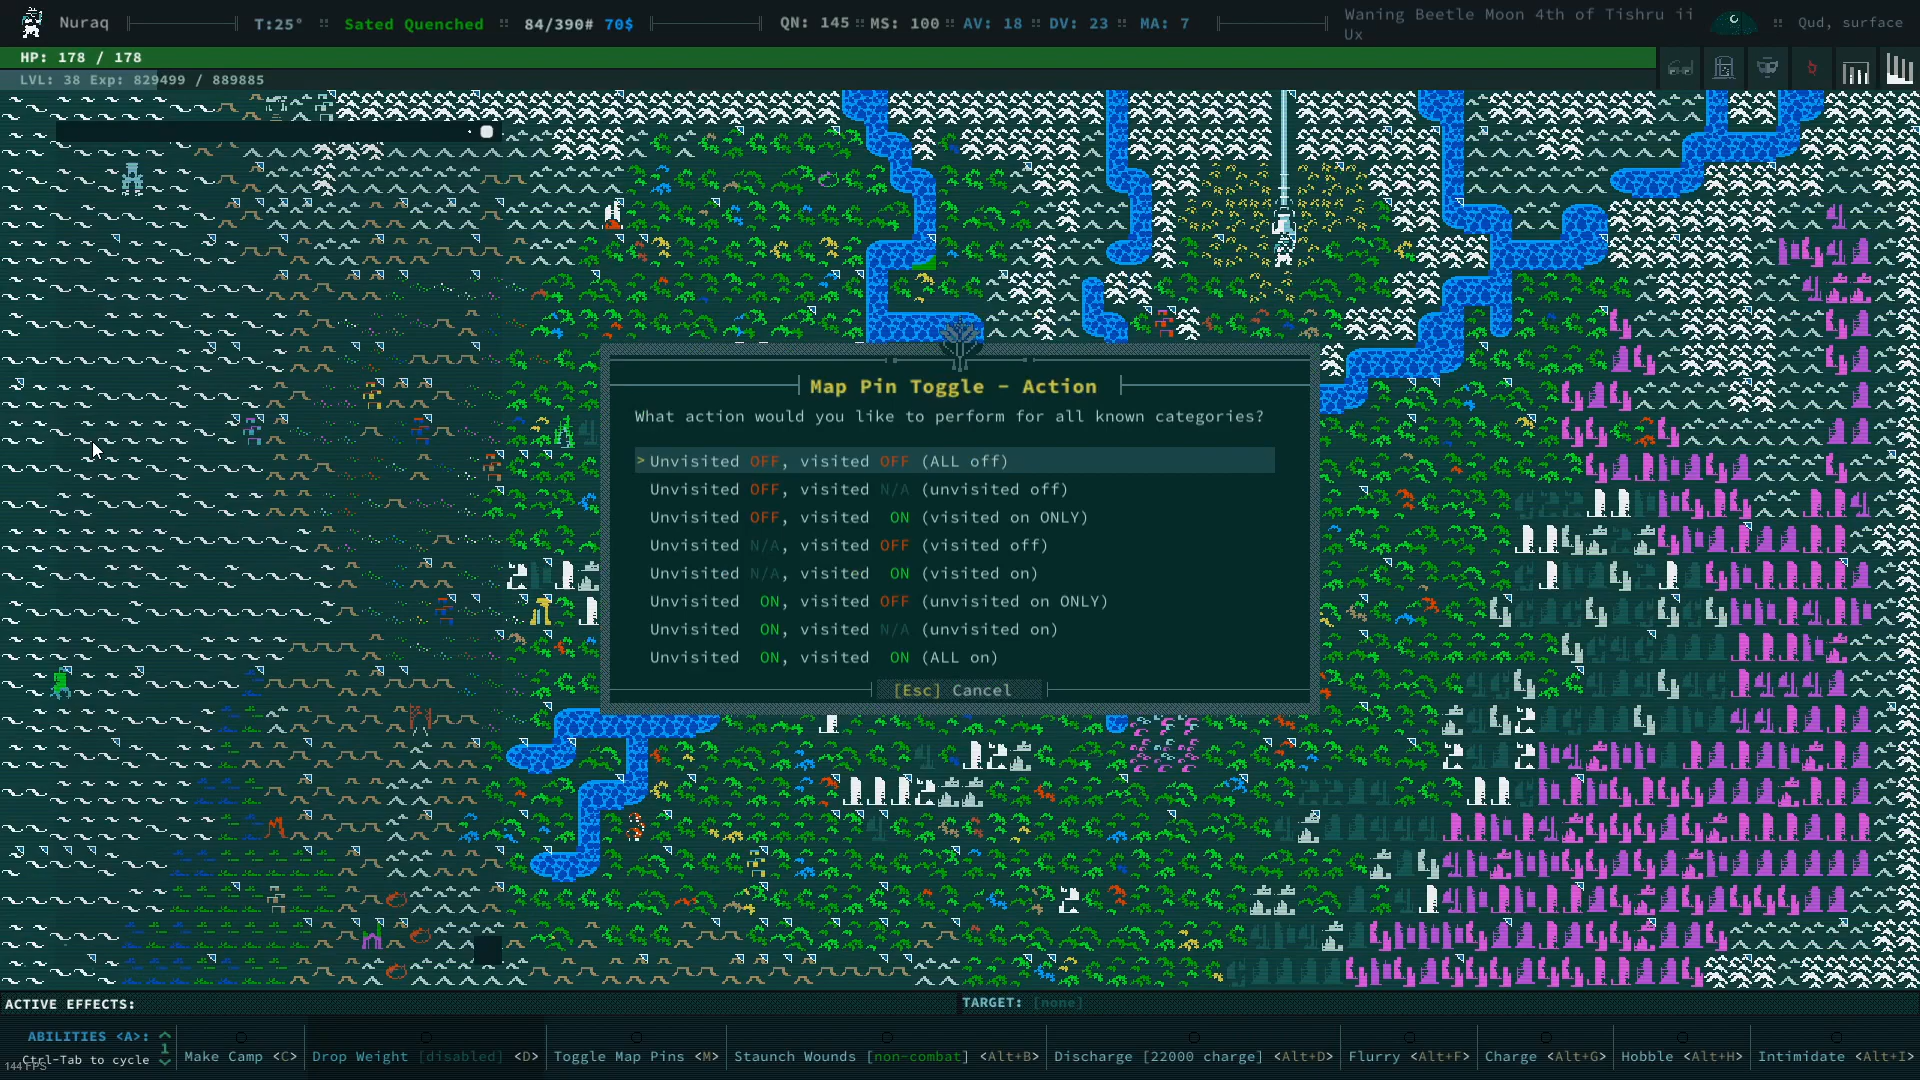 Nuraq
T:25° :: Sated Quenched :: 84/390# 70$
QN: 145 :: MS: 100 :: AV: 18 :: DV: 23 :: MA: 7
Waning Beetle Moon 4th of Tishru ii Ux
:: Qud, surface
HP: 178 / 178
LVL: 38 Exp: 829499 / 889885
Map Pin Toggle - Action
What action would you like to perform for all known categories?
>Unvisited OFF, visited OFF (ALL off)
Unvisited OFF, visited N/A (unvisited off)
Unvisited OFF, visited ON (visited on ONLY)
Unvisited N/A, visited OFF (visited off)
Unvisited N/A, visited ON (visited on)
Unvisited ON, visited OFF (unvisited on ONLY)
Unvisited ON, visited N/A (unvisited on)
Unvisited ON, visited ON (ALL on)
[Esc] Cancel
ACTIVE EFFECTS:
TARGET: [none]
ABILITIES <A>:
1
Ctrl-Tab to cycle
144 FPS
Make Camp <C>
Drop Weight [disabled] <D>
Toggle Map Pins <M>
Staunch Wounds [non-combat] <Alt+B>
Discharge [22000 charge] <Alt+D>
Flurry <Alt+F>
Charge <Alt+G>
Hobble <Alt+H>
Intimidate <Alt+I>